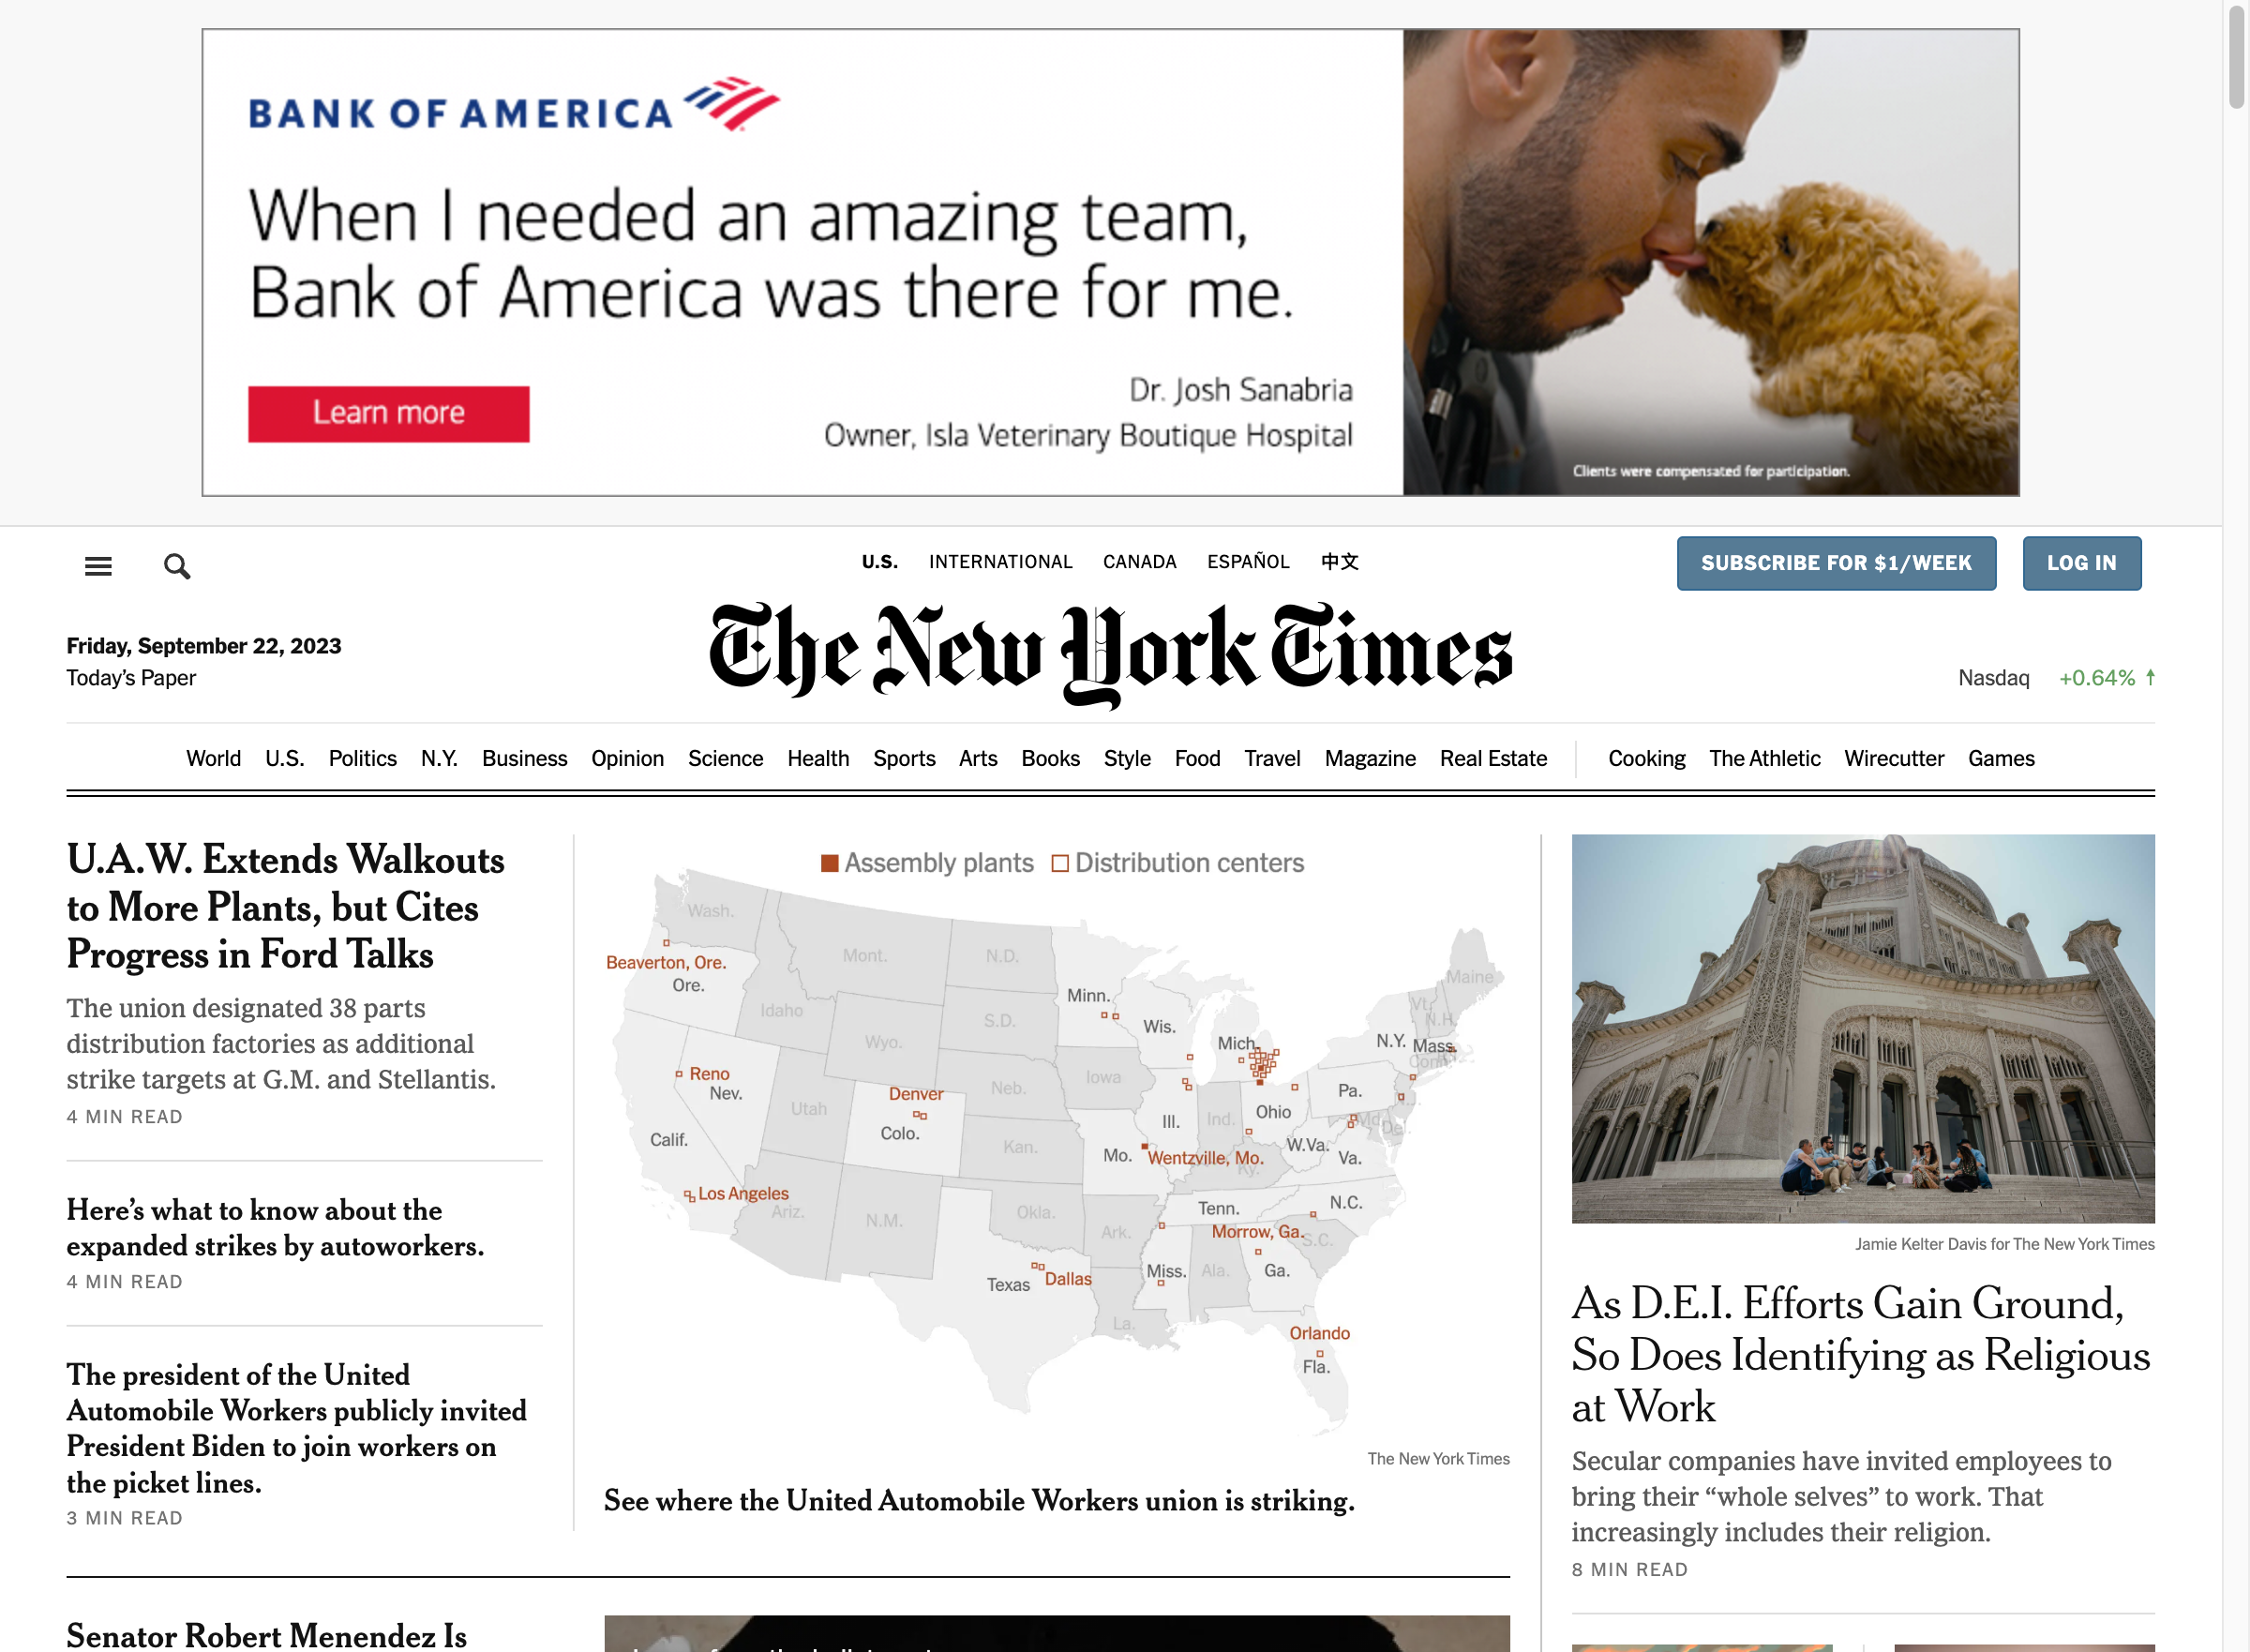 BANK OF AMERICA
When I needed an amazing team,
Bank of America was there for me.
Learn more
Dr. Josh Sanabria
Owner, Isla Veterinary Boutique Hospital
Clients were compensated for participation.
U.S. INTERNATIONAL CANADA ESPAÑOL 中文
SUBSCRIBE FOR $1/WEEK
LOG IN
The New York Times
Friday, September 22, 2023
Today’s Paper
Nasdaq +0.64% ↑
World U.S. Politics N.Y. Business Opinion Science Health Sports Arts Books Style Food Travel Magazine Real Estate Cooking The Athletic Wirecutter Games
U.A.W. Extends Walkouts
to More Plants, but Cites
Progress in Ford Talks
The union designated 38 parts
distribution factories as additional
strike targets at G.M. and Stellantis.
4 MIN READ
Here’s what to know about the
expanded strikes by autoworkers.
4 MIN READ
The president of the United
Automobile Workers publicly invited
President Biden to join workers on
the picket lines.
3 MIN READ
Assembly plants Distribution centers
Wash.
Beaverton, Ore.
Ore.
Mont.
N.D.
Minn.
Maine
Idaho
S.D.
Wis.
Vt.
N.H.
Wyo.
Mich.
N.Y.
Mass.
Conn.
Reno
Nev.
Denver
Colo.
Neb.
Iowa
Pa.
Utah
Ill.
Ind.
Ohio
Md.
De
Calif.
Kan.
Mo.
Wentzville, Mo.
Ky.
W.Va.
Va.
Los Angeles
Ariz.
N.M.
Okla.
Ark.
Tenn.
N.C.
Morrow, Ga.
S.C.
Texas
Dallas
Miss.
Ala.
Ga.
La.
Orlando
Fla.
The New York Times
See where the United Automobile Workers union is striking.
Jamie Kelter Davis for The New York Times
As D.E.I. Efforts Gain Ground,
So Does Identifying as Religious
at Work
Secular companies have invited employees to
bring their “whole selves” to work. That
increasingly includes their religion.
8 MIN READ
Senator Robert Menendez Is